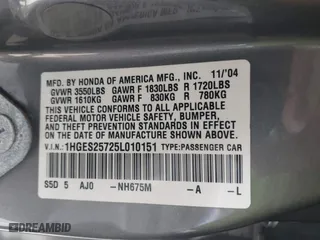 MFD. BY HONDA OF AMERICA MFG., INC. 11/'04
GVWR 3550LBS GAWR F 1830LBS R 1720LBS
GVWR 1610KG GAWR F 830KG R 780KG
THIS VEHICLE CONFORMS TO ALL APPLICABLE
FEDERAL MOTOR VEHICLE SAFETY, BUMPER,
AND THEFT PREVENTION STANDARDS IN EFFECT
ON THE DATE OF MANUFACTURE SHOWN ABOVE.
V.I.N: 1HGES25725L010151 TYPE:PASSENGER CAR
S5D 5 AJ0 -NH675M -A -L
© DREAMBID
dreambid.com